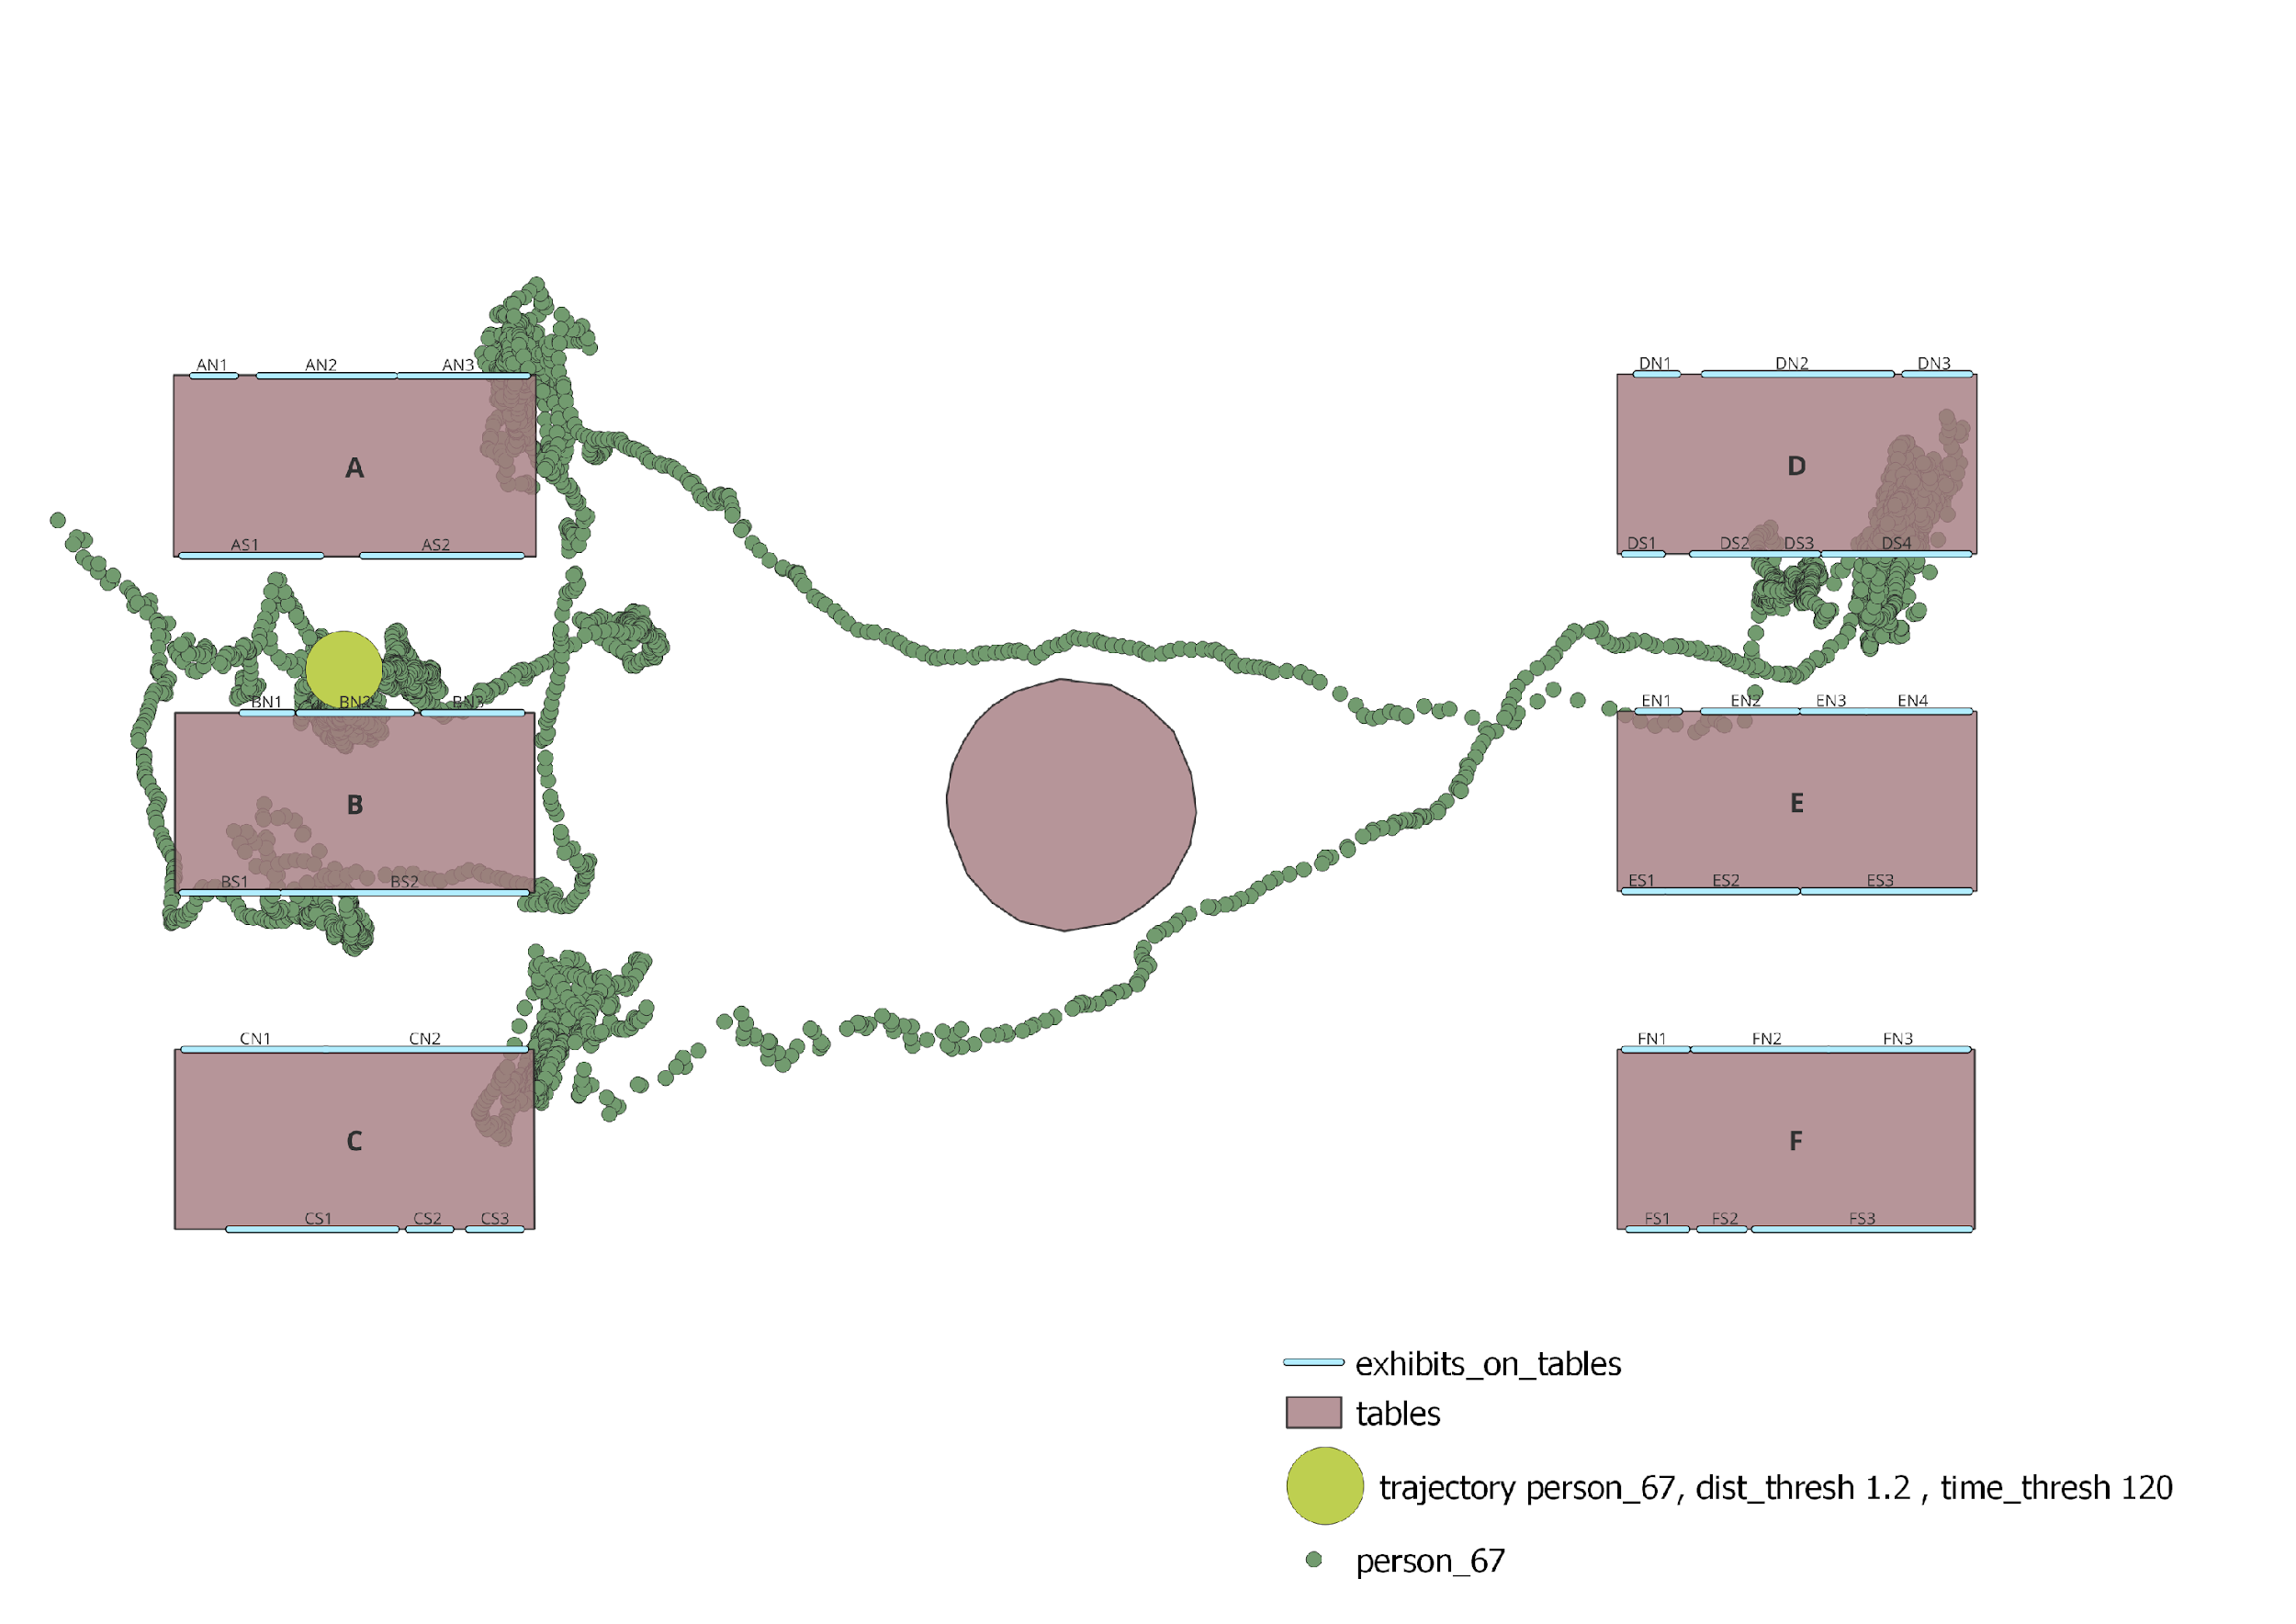 AN1 AN2 AN3
DN1 DN2 DN3
A
D
AS1 AS2
DS1 DS2 DS3 DS4
BN1 BN2 BN3
EN1 EN2 EN3 EN4
B
E
BS1 BS2
ES1 ES2 ES3
CN1 CN2
FN1 FN2 FN3
C
F
CS1 CS2 CS3
FS1 FS2 FS3
exhibits_on_tables
tables
trajectory person_67, dist_thresh 1.2 , time_thresh 120
person_67